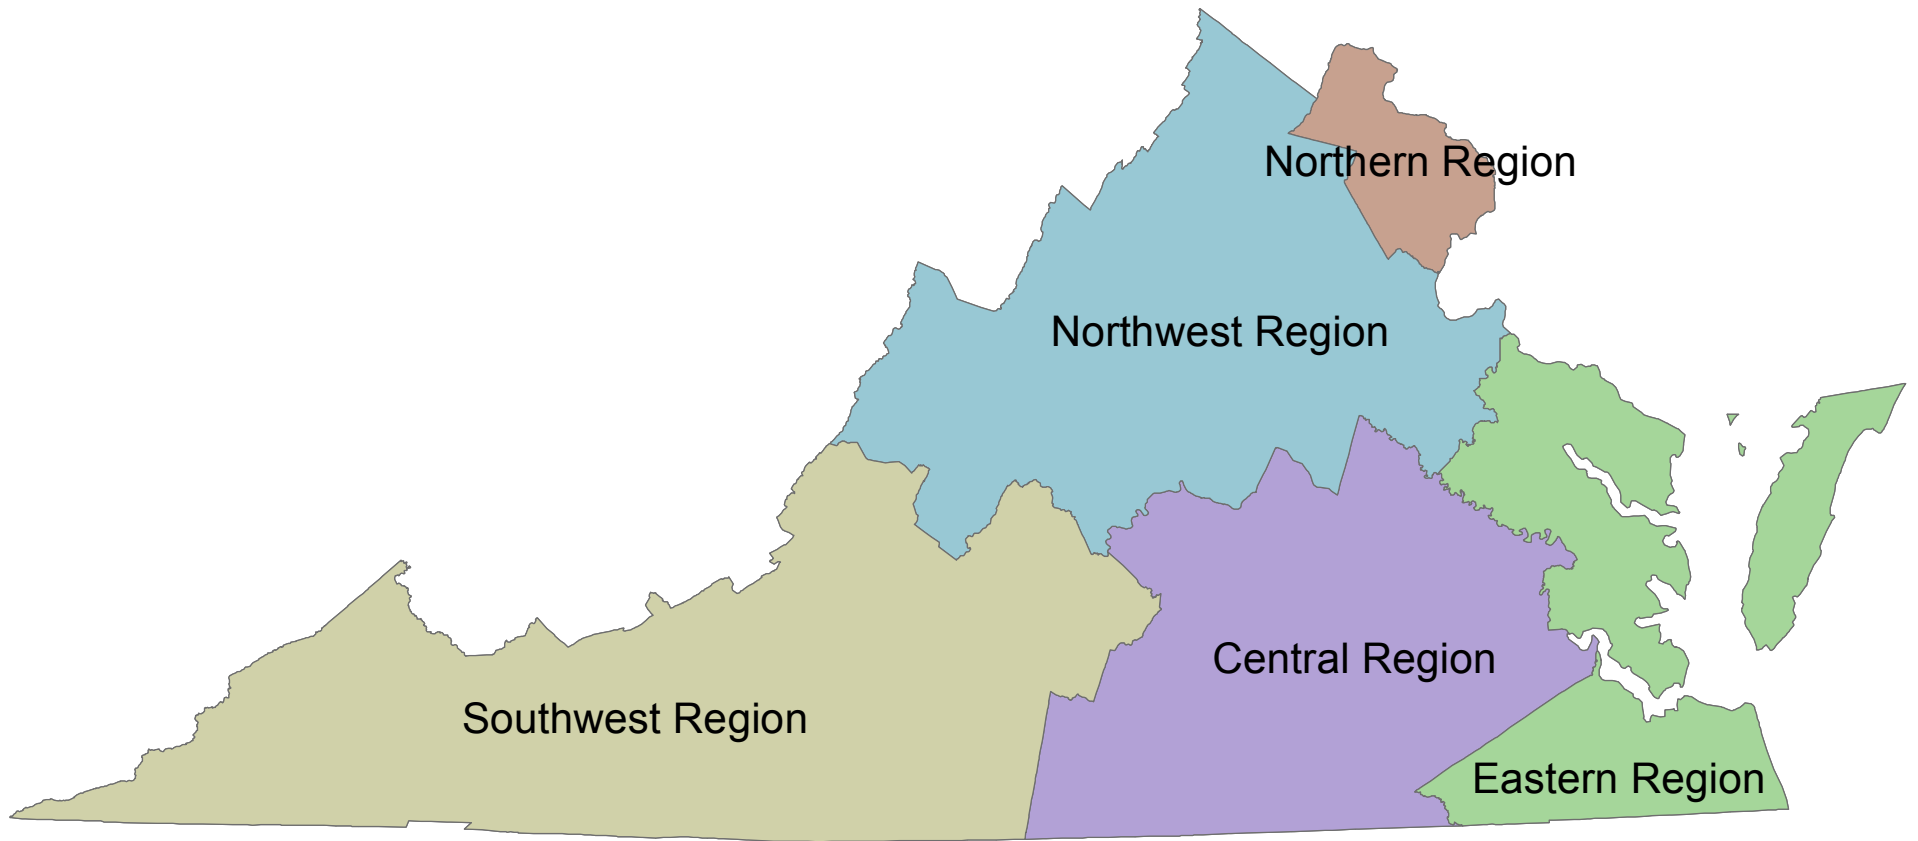 Northern Region
Northwest Region
Central Region
Southwest Region
Eastern Region